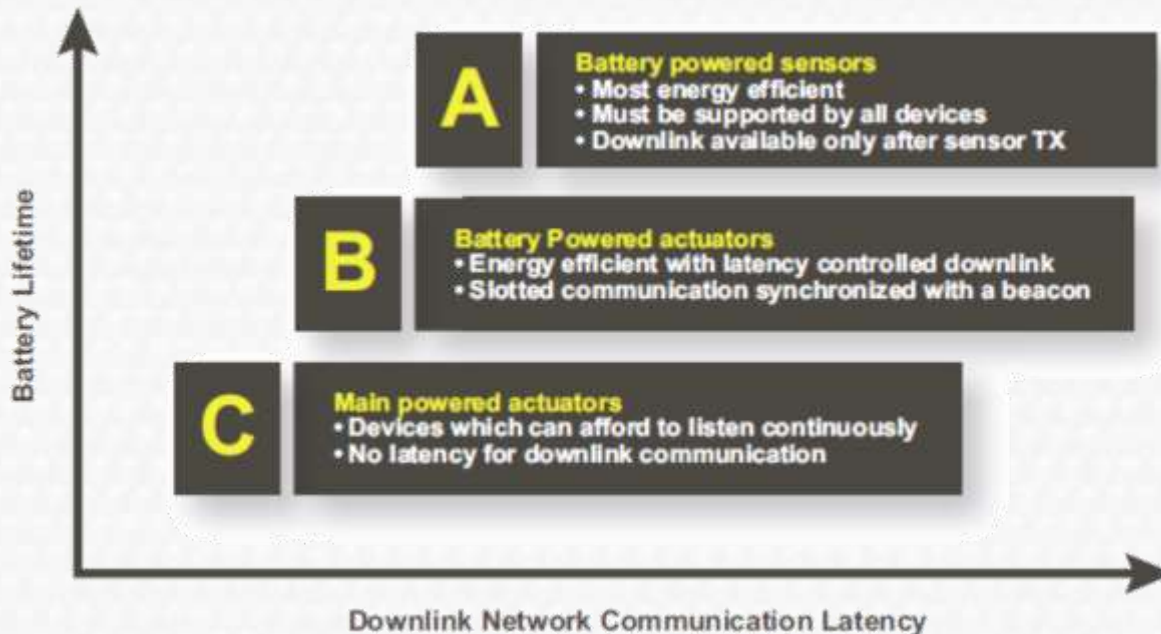 Battery Lifetime
A
Battery powered sensors
• Most energy efficient
• Must be supported by all devices
• Downlink available only after sensor TX
B
Battery Powered actuators
• Energy efficient with latency controlled downlink
• Slotted communication synchronized with a beacon
C
Main powered actuators
• Devices which can afford to listen continuously
• No latency for downlink communication
Downlink Network Communication Latency